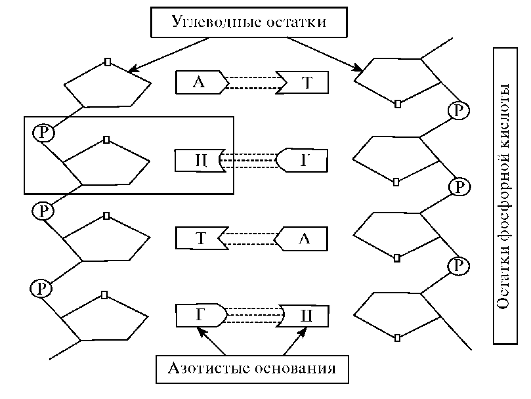 Углеводные остатки
А Т
Р
Р
Ц Г
Р
Р
Т А
Р
Р
Г Ц
Азотистые основания
Остатки фосфорной кислоты